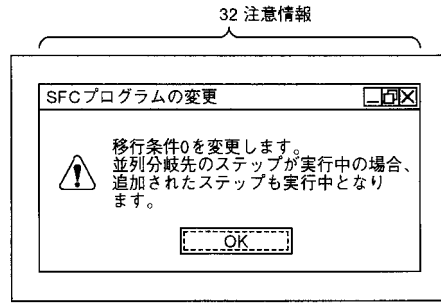 32 注意情報
SFCプログラムの変更
移行条件0を変更します。
並列分岐先のステップが実行中の場合、
追加されたステップも実行中となり
ます。
OK